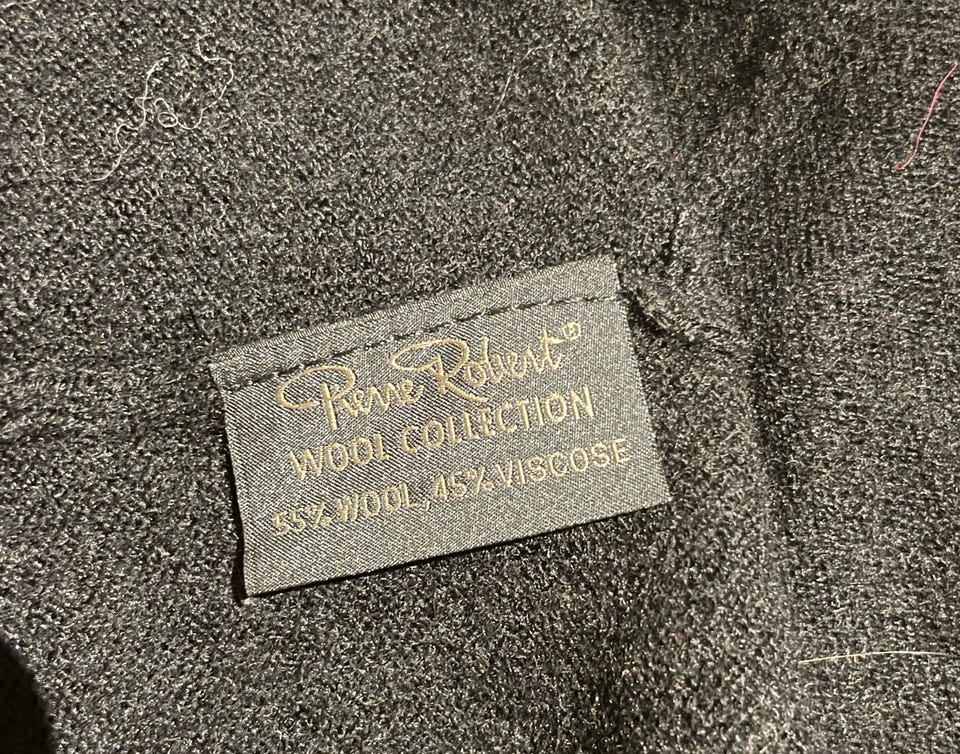 Pierre Robert®
WOOL COLLECTION
55% WOOL, 45% VISCOSE